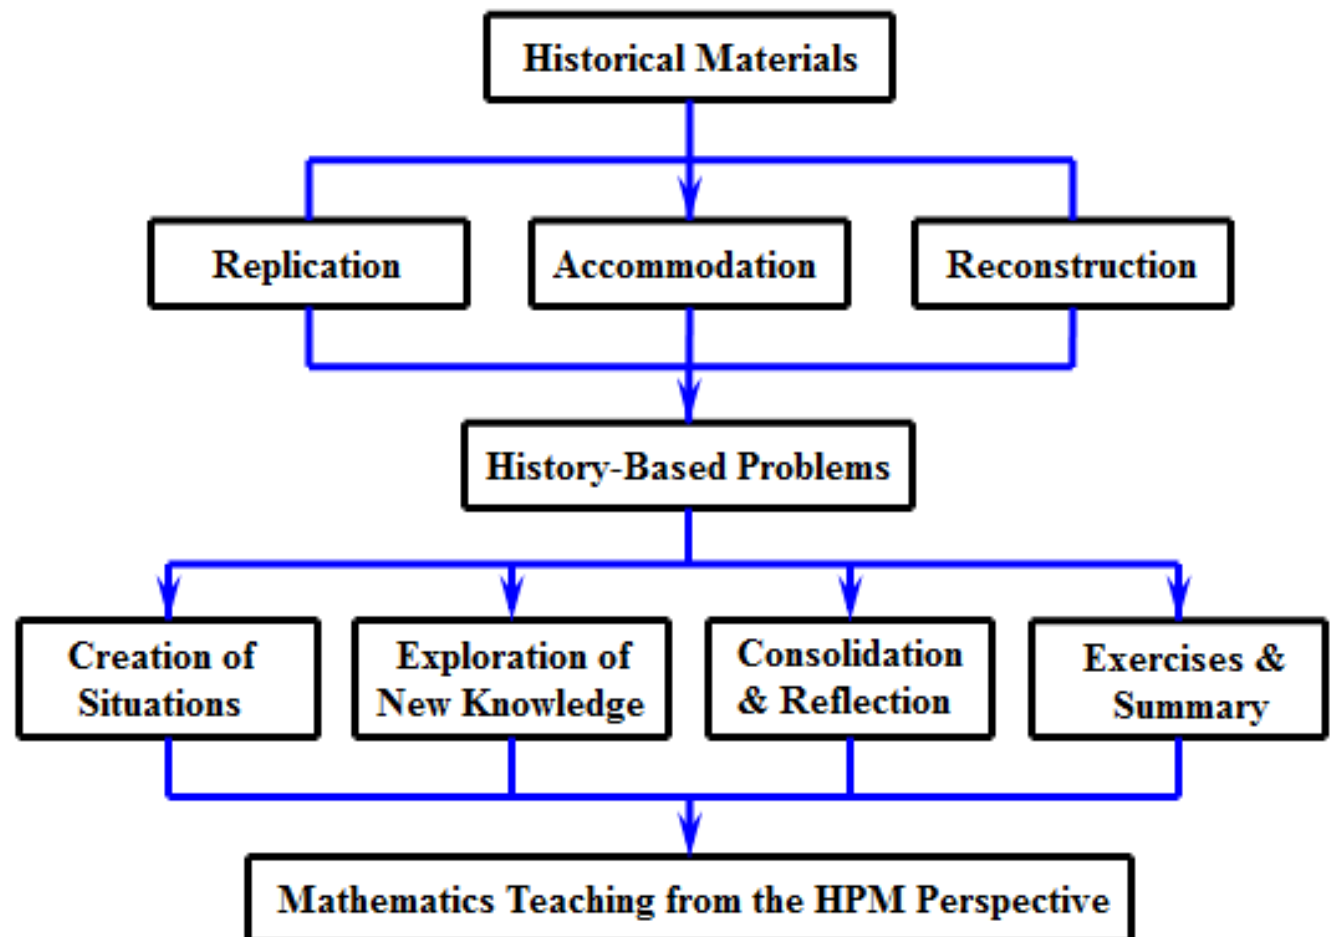 Historical Materials
Replication
Accommodation
Reconstruction
History-Based Problems
Creation of
Situations
Exploration of
New Knowledge
Consolidation
& Reflection
Exercises &
Summary
Mathematics Teaching from the HPM Perspective